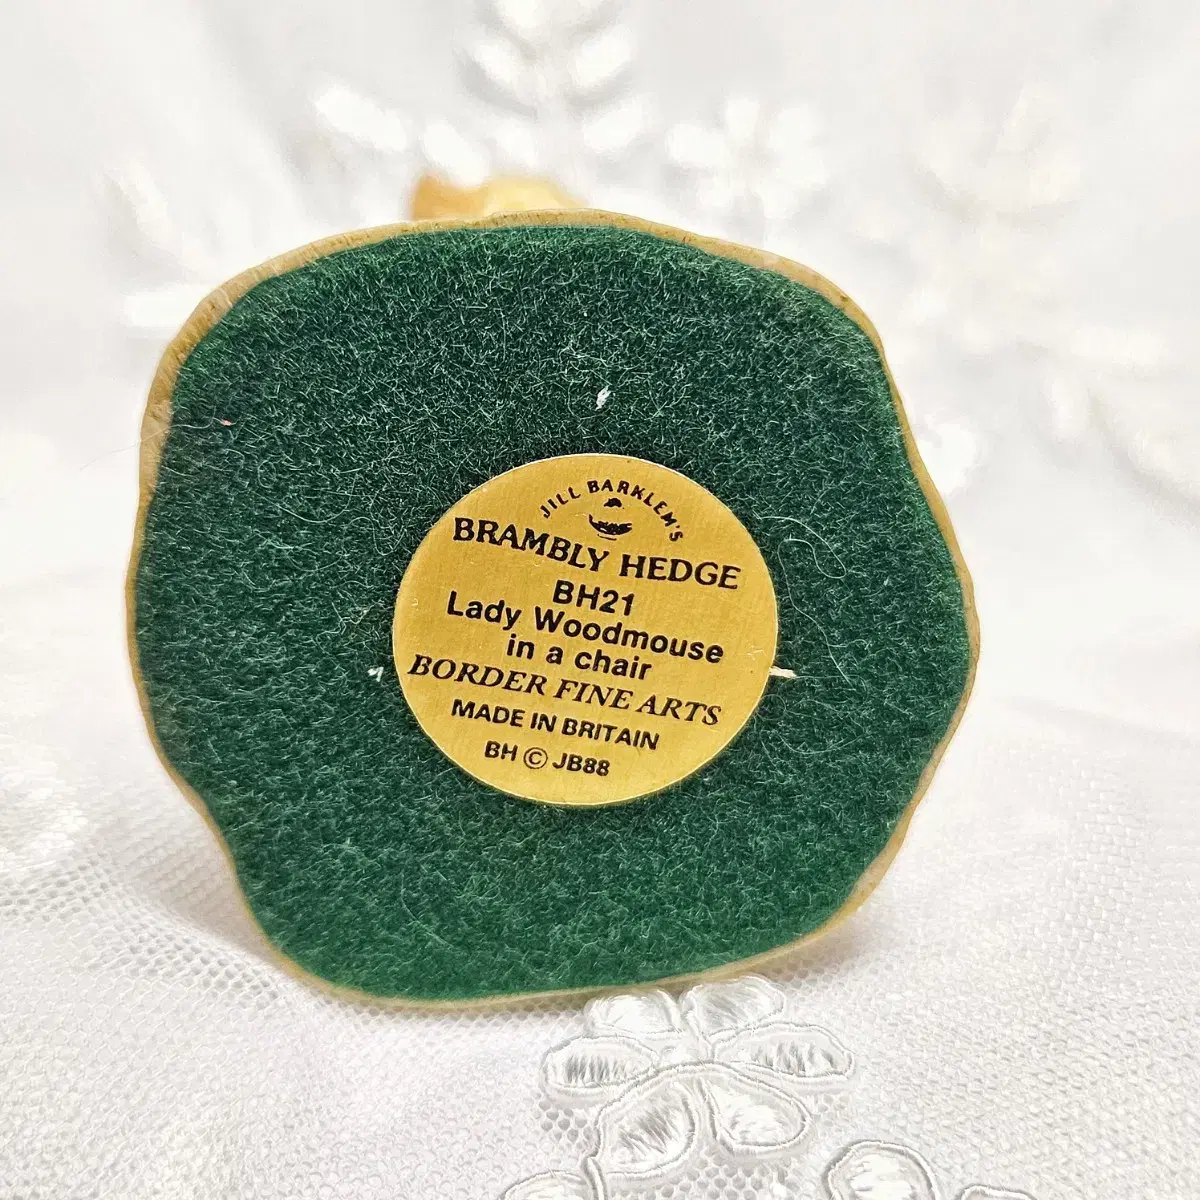 JILL BARKLEM'S
BRAMBLY HEDGE
BH21
Lady Woodmouse
in a chair
BORDER FINE ARTS
MADE IN BRITAIN
BH © JB88